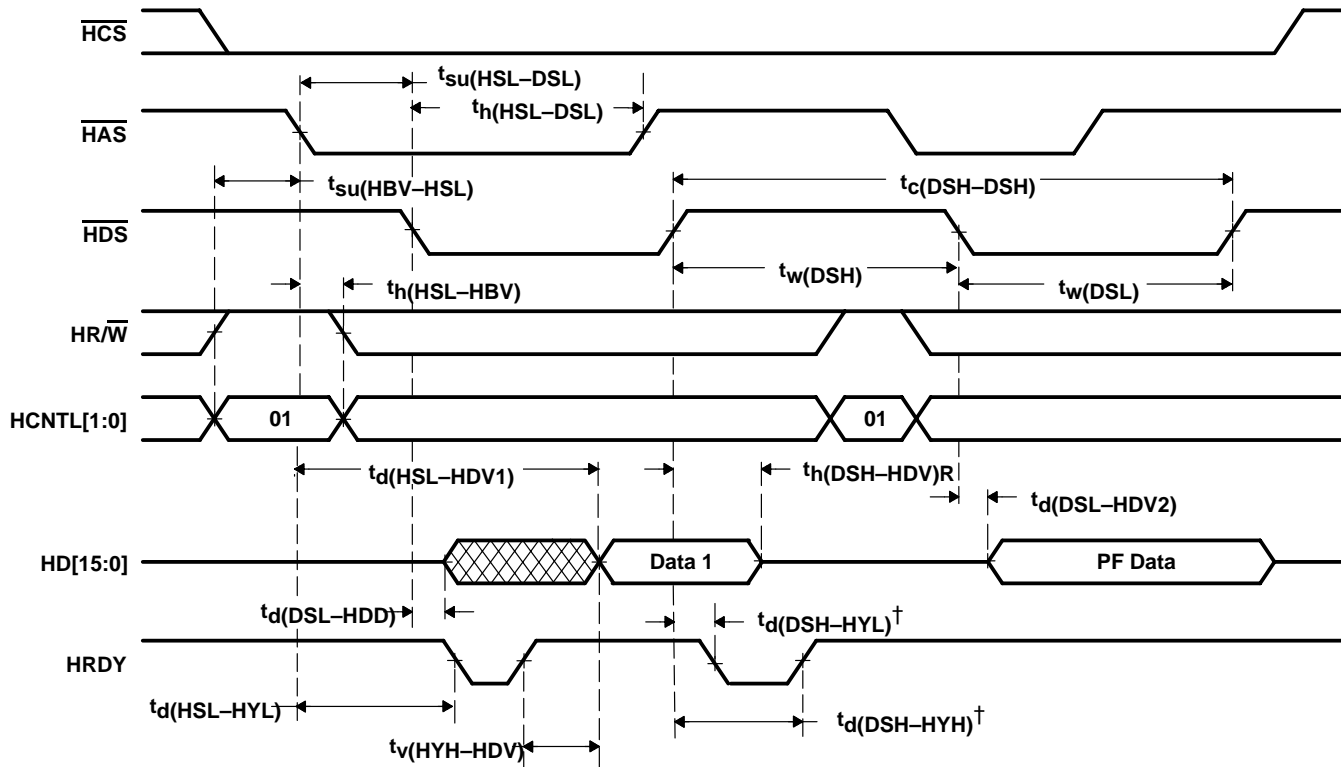 HCS
tsu(HSL–DSL)
th(HSL–DSL)
HAS
tsu(HBV–HSL)
tc(DSH–DSH)
HDS
tw(DSH)
th(HSL–HBV)
tw(DSL)
HR/W
HCNTL[1:0]
01
01
td(HSL–HDV1)
th(DSH–HDV)R
td(DSL–HDV2)
HD[15:0]
Data 1
PF Data
td(DSL–HDD)
td(DSH–HYL)†
HRDY
td(HSL–HYL)
td(DSH–HYH)†
tv(HYH–HDV)